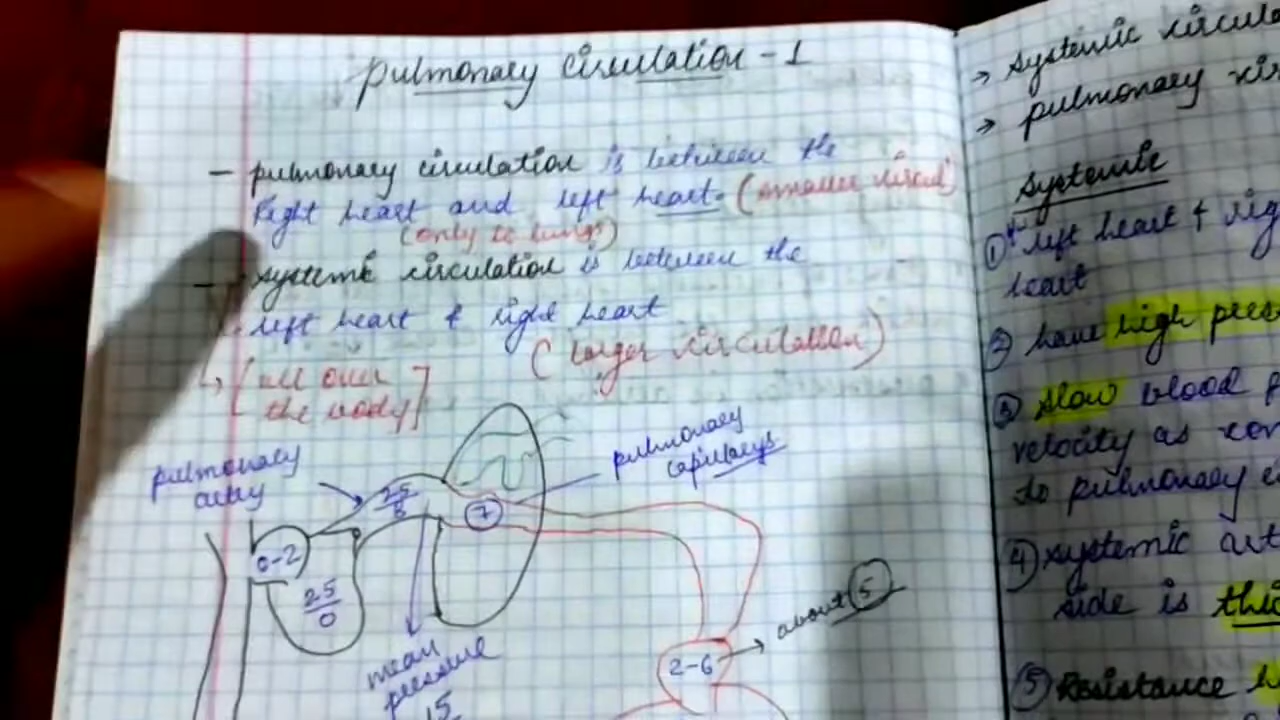 Pulmonary circulation - 1
- pulmonary circulation is between the
Right heart and left heart. (smaller circul)
(only to lungs)
- systemic circulation is between the
left heart & right heart
(larger circulation)
↳ [all over
the body]
pulmonary
artery
25/8
7
pulmonary
capilarys
0-2
25/0
mean
pressure
15
2-6
→ about 5
→ systemic circula
→ pulmonary cir
Systemic
① left heart & rig
heart
② have high press
③ slow blood f
velocity as com
to pulmonary c
④ systemic art
side is thic
⑤ Resistance h